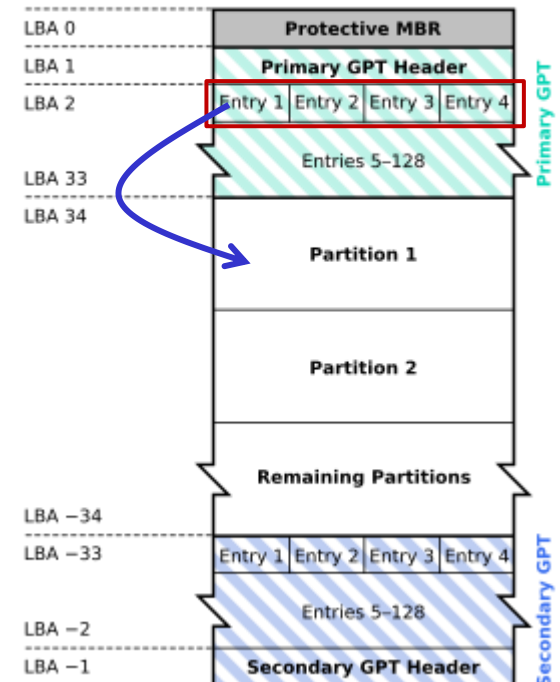 LBA 0
Protective MBR
LBA 1
Primary GPT Header
LBA 2
Entry 1 Entry 2 Entry 3 Entry 4
Entries 5–128
LBA 33
Primary GPT
LBA 34
Partition 1
Partition 2
Remaining Partitions
LBA −34
LBA −33
Entry 1 Entry 2 Entry 3 Entry 4
Entries 5–128
LBA −2
LBA −1
Secondary GPT Header
Secondary GPT